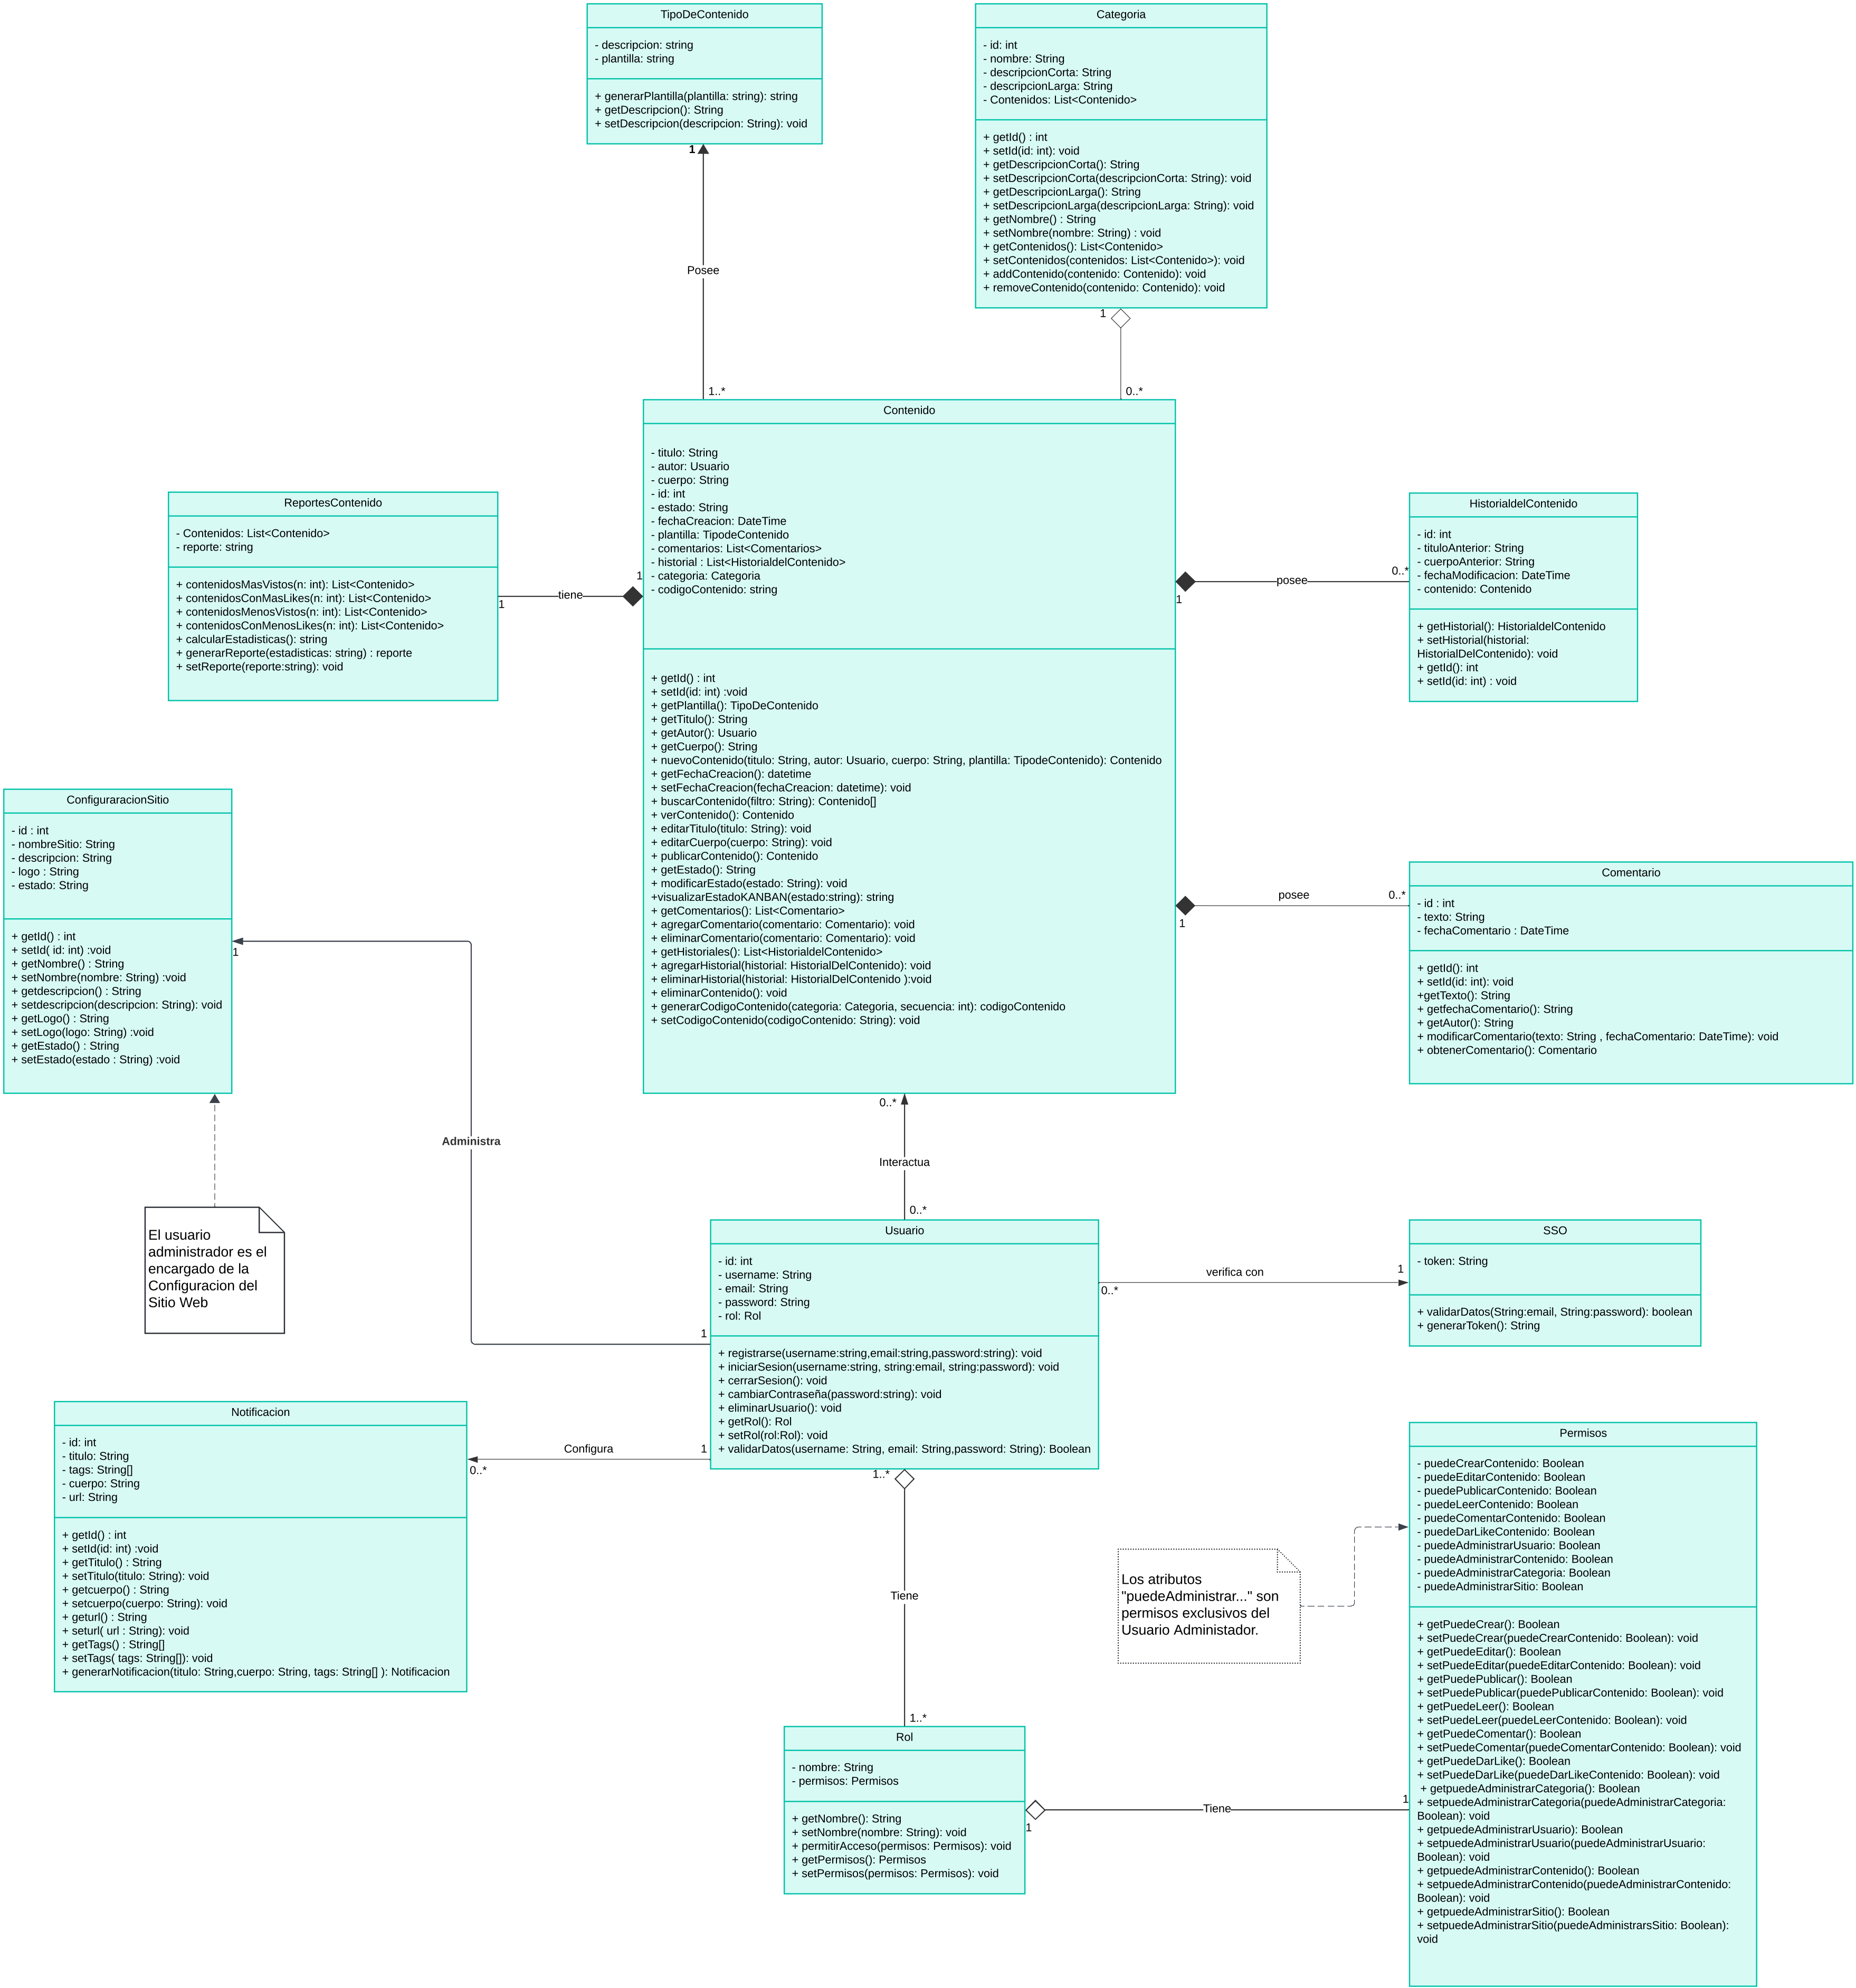 TipoDeContenido
- descripcion: string
- plantilla: string
+ generarPlantilla(plantilla: string): string
+ getDescripcion(): String
+ setDescripcion(descripcion: String): void
1
Posee
1..*
Categoria
- id: int
- nombre: String
- descripcionCorta: String
- descripcionLarga: String
- Contenidos: List<Contenido>
+ getId() : int
+ setId(id: int): void
+ getDescripcionCorta(): String
+ setDescripcionCorta(descripcionCorta: String): void
+ getDescripcionLarga(): String
+ setDescripcionLarga(descripcionLarga: String): void
+ getNombre() : String
+ setNombre(nombre: String) : void
+ getContenidos(): List<Contenido>
+ setContenidos(contenidos: List<Contenido>): void
+ addContenido(contenido: Contenido): void
+ removeContenido(contenido: Contenido): void
1
0..*
Contenido
- titulo: String
- autor: Usuario
- cuerpo: String
- id: int
- estado: String
- fechaCreacion: DateTime
- plantilla: TipodeContenido
- comentarios: List<Comentarios>
- historial : List<HistorialdelContenido>
- categoria: Categoria
- codigoContenido: string
+ getId() : int
+ setId(id: int) :void
+ getPlantilla(): TipoDeContenido
+ getTitulo(): String
+ getAutor(): Usuario
+ getCuerpo(): String
+ nuevoContenido(titulo: String, autor: Usuario, cuerpo: String, plantilla: TipodeContenido): Contenido
+ getFechaCreacion(): datetime
+ setFechaCreacion(fechaCreacion: datetime): void
+ buscarContenido(filtro: String): Contenido[]
+ verContenido(): Contenido
+ editarTitulo(titulo: String): void
+ editarCuerpo(cuerpo: String): void
+ publicarContenido(): Contenido
+ getEstado(): String
+ modificarEstado(estado: String): void
+visualizarEstadoKANBAN(estado:string): string
+ getComentarios(): List<Comentario>
+ agregarComentario(comentario: Comentario): void
+ eliminarComentario(comentario: Comentario): void
+ getHistoriales(): List<HistorialdelContenido>
+ agregarHistorial(historial: HistorialDelContenido): void
+ eliminarHistorial(historial: HistorialDelContenido ):void
+ eliminarContenido(): void
+ generarCodigoContenido(categoria: Categoria, secuencia: int): codigoContenido
+ setCodigoContenido(codigoContenido: String): void
ReportesContenido
- Contenidos: List<Contenido>
- reporte: string
+ contenidosMasVistos(n: int): List<Contenido>
+ contenidosConMasLikes(n: int): List<Contenido>
+ contenidosMenosVistos(n: int): List<Contenido>
+ contenidosConMenosLikes(n: int): List<Contenido>
+ calcularEstadisticas(): string
+ generarReporte(estadisticas: string) : reporte
+ setReporte(reporte:string): void
1
tiene
1
HistorialdelContenido
- id: int
- tituloAnterior: String
- cuerpoAnterior: String
- fechaModificacion: DateTime
- contenido: Contenido
+ getHistorial(): HistorialdelContenido
+ setHistorial(historial:
HistorialDelContenido): void
+ getId(): int
+ setId(id: int) : void
1
posee
0..*
ConfiguraracionSitio
- id : int
- nombreSitio: String
- descripcion: String
- logo : String
- estado: String
+ getId() : int
+ setId( id: int) :void
+ getNombre() : String
+ setNombre(nombre: String) :void
+ getdescripcion() : String
+ setdescripcion(descripcion: String): void
+ getLogo() : String
+ setLogo(logo: String) :void
+ getEstado() : String
+ setEstado(estado : String) :void
1
Administra
1
Comentario
- id : int
- texto: String
- fechaComentario : DateTime
+ getId(): int
+ setId(id: int): void
+getTexto(): String
+ getfechaComentario(): String
+ getAutor(): String
+ modificarComentario(texto: String , fechaComentario: DateTime): void
+ obtenerComentario(): Comentario
1
posee
0..*
El usuario
administrador es el
encargado de la
Configuracion del
Sitio Web
0..*
Interactua
0..*
Usuario
- id: int
- username: String
- email: String
- password: String
- rol: Rol
+ registrarse(username:string,email:string,password:string): void
+ iniciarSesion(username:string, string:email, string:password): void
+ cerrarSesion(): void
+ cambiarContraseña(password:string): void
+ eliminarUsuario(): void
+ getRol(): Rol
+ setRol(rol:Rol): void
+ validarDatos(username: String, email: String,password: String): Boolean
0..*
verifica con
1
SSO
- token: String
+ validarDatos(String:email, String:password): boolean
+ generarToken(): String
Notificacion
- id: int
- titulo: String
- tags: String[]
- cuerpo: String
- url: String
+ getId() : int
+ setId(id: int) :void
+ getTitulo() : String
+ setTitulo(titulo: String): void
+ getcuerpo() : String
+ setcuerpo(cuerpo: String): void
+ geturl() : String
+ seturl( url : String): void
+ getTags() : String[]
+ setTags( tags: String[]): void
+ generarNotificacion(titulo: String,cuerpo: String, tags: String[] ): Notificacion
0..*
Configura
1
1..*
Tiene
1..*
Rol
- nombre: String
- permisos: Permisos
+ getNombre(): String
+ setNombre(nombre: String): void
+ permitirAcceso(permisos: Permisos): void
+ getPermisos(): Permisos
+ setPermisos(permisos: Permisos): void
1
Tiene
1
Los atributos
"puedeAdministrar..." son
permisos exclusivos del
Usuario Administador.
Permisos
- puedeCrearContenido: Boolean
- puedeEditarContenido: Boolean
- puedePublicarContenido: Boolean
- puedeLeerContenido: Boolean
- puedeComentarContenido: Boolean
- puedeDarLikeContenido: Boolean
- puedeAdministrarUsuario: Boolean
- puedeAdministrarContenido: Boolean
- puedeAdministrarCategoria: Boolean
- puedeAdministrarSitio: Boolean
+ getPuedeCrear(): Boolean
+ setPuedeCrear(puedeCrearContenido: Boolean): void
+ getPuedeEditar(): Boolean
+ setPuedeEditar(puedeEditarContenido: Boolean): void
+ getPuedePublicar(): Boolean
+ setPuedePublicar(puedePublicarContenido: Boolean): void
+ getPuedeLeer(): Boolean
+ setPuedeLeer(puedeLeerContenido: Boolean): void
+ getPuedeComentar(): Boolean
+ setPuedeComentar(puedeComentarContenido: Boolean): void
+ getPuedeDarLike(): Boolean
+ setPuedeDarLike(puedeDarLikeContenido: Boolean): void
+ getpuedeAdministrarCategoria(): Boolean
+ setpuedeAdministrarCategoria(puedeAdministrarCategoria:
Boolean): void
+ getpuedeAdministrarUsuario): Boolean
+ setpuedeAdministrarUsuario(puedeAdministrarUsuario:
Boolean): void
+ getpuedeAdministrarContenido(): Boolean
+ setpuedeAdministrarContenido(puedeAdministrarContenido:
Boolean): void
+ getpuedeAdministrarSitio(): Boolean
+ setpuedeAdministrarSitio(puedeAdministrarsSitio: Boolean):
void